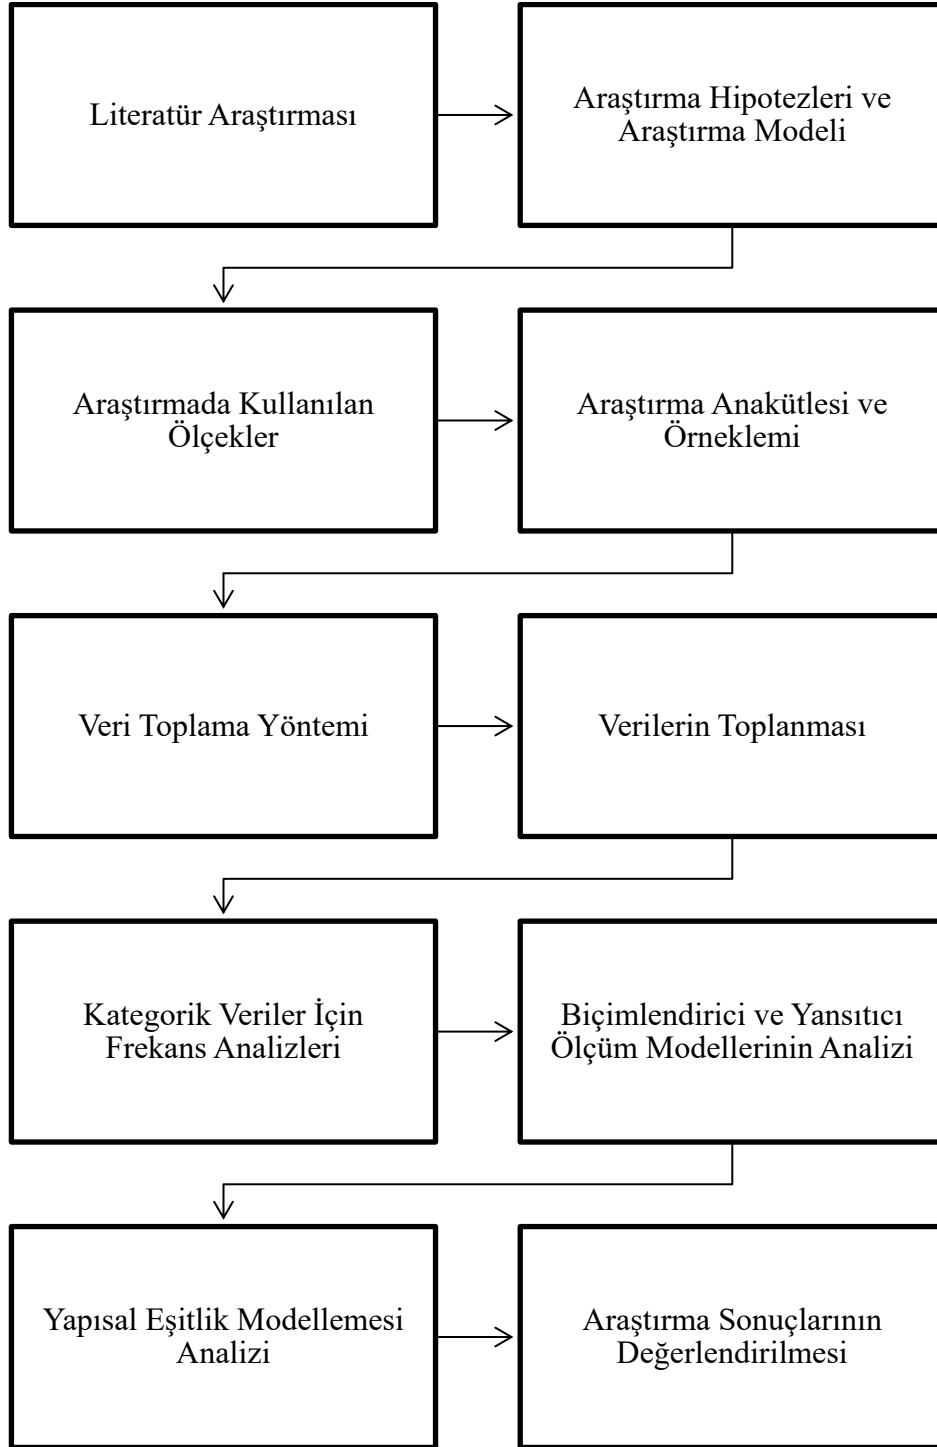 Literatür Araştırması
Araştırma Hipotezleri ve
Araştırma Modeli
Araştırmada Kullanılan
Ölçekler
Araştırma Anakütlesi ve
Örneklemi
Veri Toplama Yöntemi
Verilerin Toplanması
Kategorik Veriler İçin
Frekans Analizleri
Biçimlendirici ve Yansıtıcı
Ölçüm Modellerinin Analizi
Yapısal Eşitlik Modellemesi
Analizi
Araştırma Sonuçlarının
Değerlendirilmesi